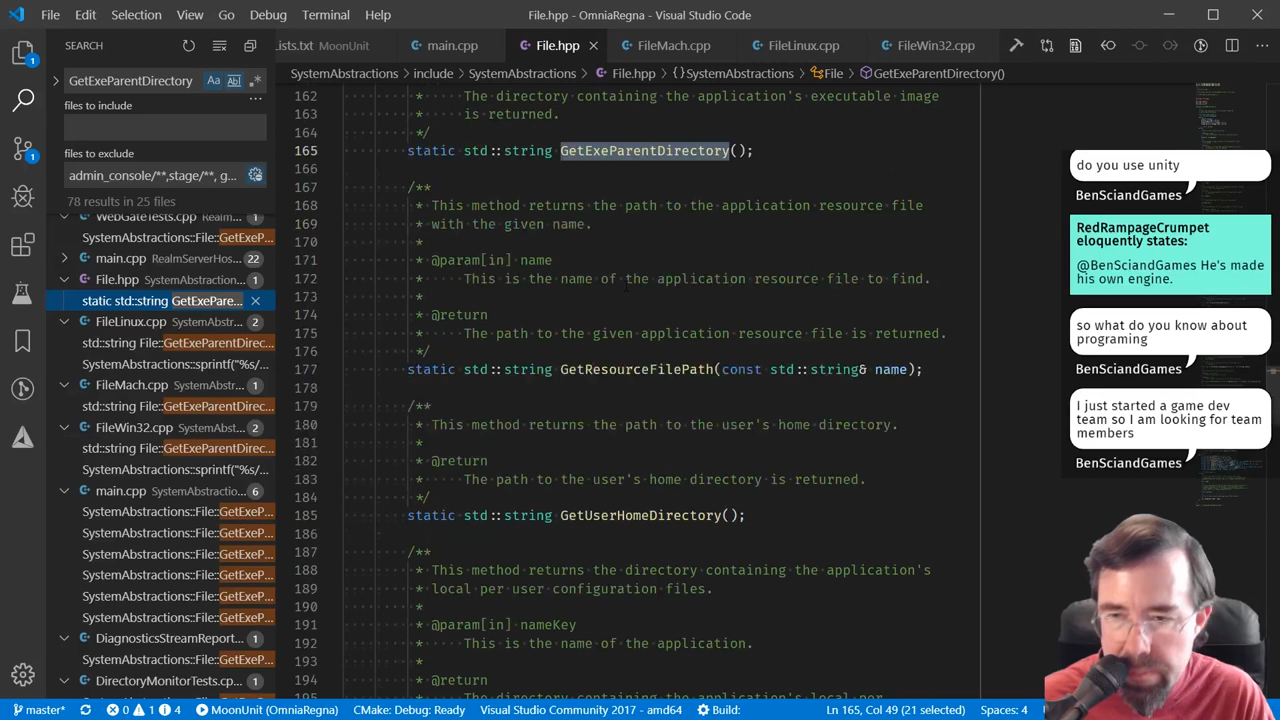 File Edit Selection View Go Debug Terminal Help
File.hpp - OmniaRegna - Visual Studio Code
SEARCH
Lists.txt MoonUnit main.cpp File.hpp FileMach.cpp FileLinux.cpp FileWin32.cpp
GetExeParentDirectory
files to include
files to exclude
admin_console/**,stage/**, g...
78 results in 25 files
WebGateTests.cpp Realm... 1
SystemAbstractions::File::GetExeP...
main.cpp RealmServerHos... 22
File.hpp SystemAbstractions... 1
static std::string GetExePare...
FileLinux.cpp SystemAbstr... 2
std::string File::GetExeParentDirec...
SystemAbstractions::sprintf("%s/...
FileMach.cpp SystemAbstr... 1
std::string File::GetExeParentDirec...
FileWin32.cpp SystemAbst... 2
std::string File::GetExeParentDirec...
SystemAbstractions::sprintf("%s/...
main.cpp SystemAbstractio... 6
SystemAbstractions::File::GetExeP...
SystemAbstractions::File::GetExeP...
SystemAbstractions::File::GetExeP...
SystemAbstractions::File::GetExeP...
SystemAbstractions::File::GetExeP...
SystemAbstractions::File::GetExeP...
DiagnosticsStreamReport... 1
SystemAbstractions::File::GetExeP...
DirectoryMonitorTests.cp... 1
SystemAbstractions > include > SystemAbstractions > File.hpp > {} SystemAbstractions > File > GetExeParentDirectory()
162 * The directory containing the application's executable image
163 * is returned.
164 */
165 static std::string GetExeParentDirectory();
166
167 /**
168 * This method returns the path to the application resource file
169 * with the given name.
170 *
171 * @param[in] name
172 * This is the name of the application resource file to find.
173 *
174 * @return
175 * The path to the given application resource file is returned.
176 */
177 static std::string GetResourceFilePath(const std::string& name);
178
179 /**
180 * This method returns the path to the user's home directory.
181 *
182 * @return
183 * The path to the user's home directory is returned.
184 */
185 static std::string GetUserHomeDirectory();
186
187 /**
188 * This method returns the directory containing the application's
189 * local per user configuration files.
190 *
191 * @param[in] nameKey
192 * This is the name of the application.
193 *
194 * @return
195 * The directory containing the application's local per
do you use unity
BenSciandGames
RedRampageCrumpet
eloquently states:
@BenSciandGames He's made
his own engine.
so what do you know about
programing
BenSciandGames
I just started a game dev
team so I am looking for team
members
BenSciandGames
master* 0 1 4 MoonUnit (OmniaRegna) CMake: Debug: Ready Visual Studio Community 2017 - amd64 Build: Ln 165, Col 49 (21 selected) Spaces: 4